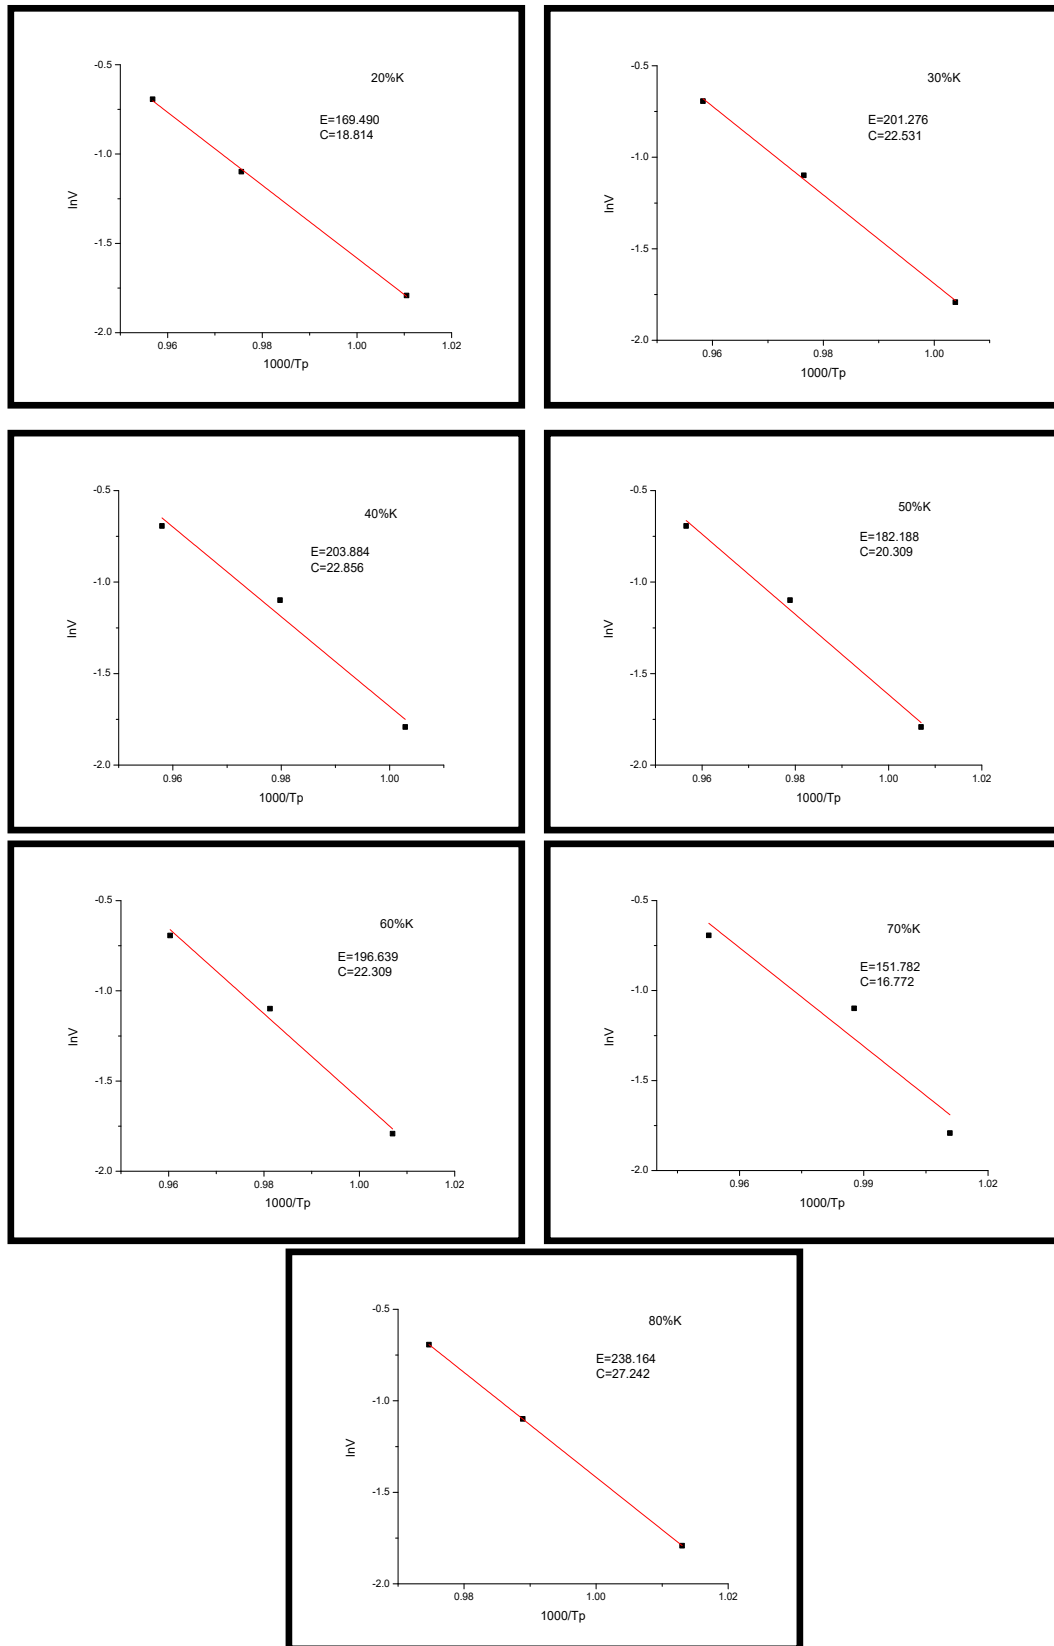 20%K
E=169.490
C=18.814
-0.5
-1.0
-1.5
-2.0
lnV
0.96 0.98 1.00 1.02
1000/Tp
30%K
E=201.276
C=22.531
-0.5
-1.0
-1.5
-2.0
lnV
0.96 0.98 1.00
1000/Tp
40%K
E=203.884
C=22.856
-0.5
-1.0
-1.5
-2.0
lnV
0.96 0.98 1.00
1000/Tp
50%K
E=182.188
C=20.309
-0.5
-1.0
-1.5
-2.0
lnV
0.96 0.98 1.00 1.02
1000/Tp
60%K
E=196.639
C=22.309
-0.5
-1.0
-1.5
-2.0
lnV
0.96 0.98 1.00 1.02
1000/Tp
70%K
E=151.782
C=16.772
-0.5
-1.0
-1.5
-2.0
lnV
0.96 0.99 1.02
1000/Tp
80%K
E=238.164
C=27.242
-0.5
-1.0
-1.5
-2.0
lnV
0.98 1.00 1.02
1000/Tp